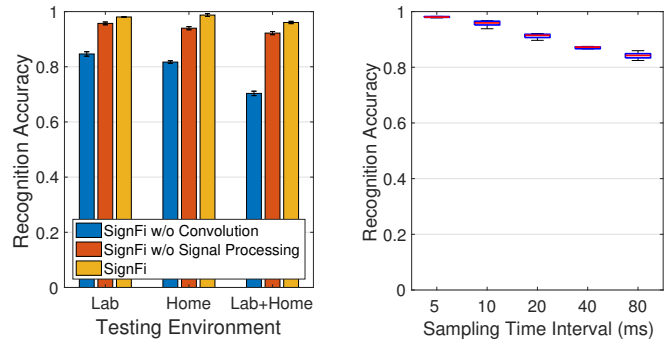 1
0.8
0.6
0.4
0.2
0
Recognition Accuracy
SignFi w/o Convolution
SignFi w/o Signal Processing
SignFi
Lab Home Lab+Home
Testing Environment
1
0.8
0.6
0.4
0.2
0
Recognition Accuracy
5 10 20 40 80
Sampling Time Interval (ms)